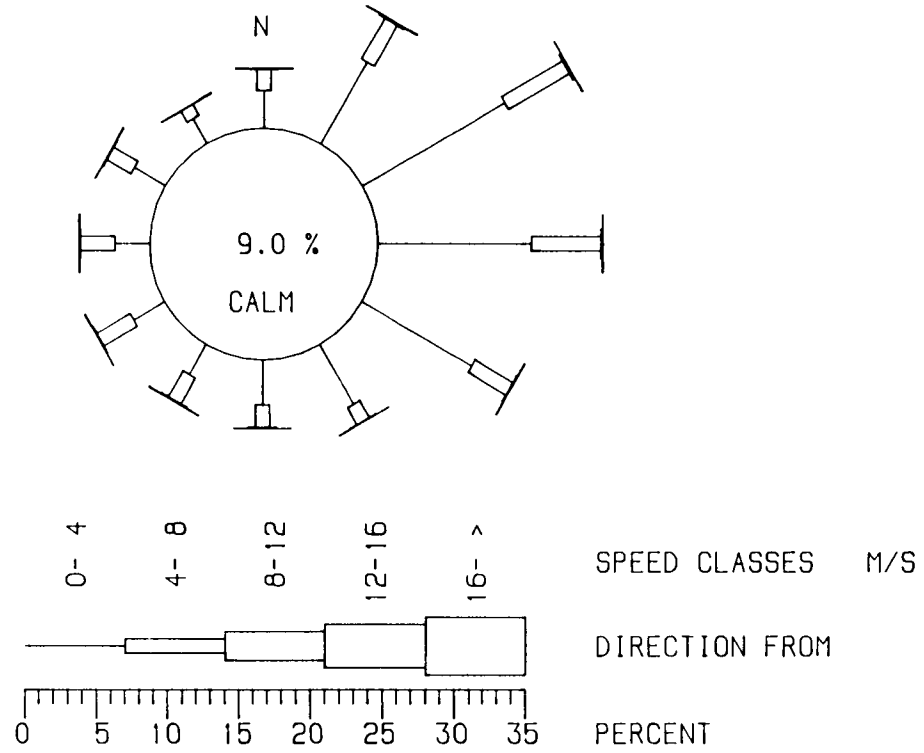 N
9.0 %
CALM
0- 4 4- 8 8-12 12-16 16- >
SPEED CLASSES M/S
DIRECTION FROM
0 5 10 15 20 25 30 35
PERCENT